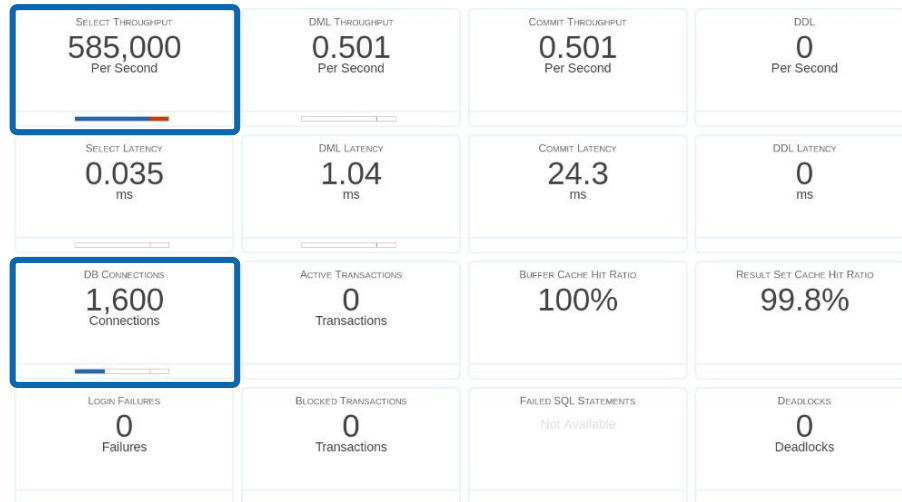 Select Throughput
585,000
Per Second
DML Throughput
0.501
Per Second
Commit Throughput
0.501
Per Second
DDL
0
Per Second
Select Latency
0.035
ms
DML Latency
1.04
ms
Commit Latency
24.3
ms
DDL Latency
0
ms
DB Connections
1,600
Connections
Active Transactions
0
Transactions
Buffer Cache Hit Ratio
100%
Result Set Cache Hit Ratio
99.8%
Login Failures
0
Failures
Blocked Transactions
0
Transactions
Failed SQL Statements
Not Available
Deadlocks
0
Deadlocks